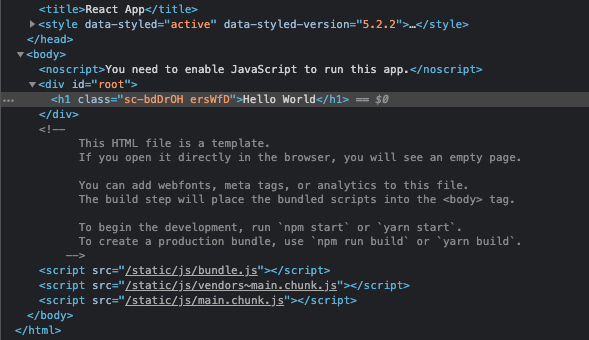 <title>React App</title>
▶<style data-styled="active" data-styled-version="5.2.2">…</style>
</head>
▼<body>
<noscript>You need to enable JavaScript to run this app.</noscript>
▼<div id="root">
… <h1 class="sc-bdDrOH ersWfD">Hello World</h1> == $0
</div>
<!--
This HTML file is a template.
If you open it directly in the browser, you will see an empty page.
You can add webfonts, meta tags, or analytics to this file.
The build step will place the bundled scripts into the <body> tag.
To begin the development, run `npm start` or `yarn start`.
To create a production bundle, use `npm run build` or `yarn build`.
-->
<script src="/static/js/bundle.js"></script>
<script src="/static/js/vendors~main.chunk.js"></script>
<script src="/static/js/main.chunk.js"></script>
</body>
</html>